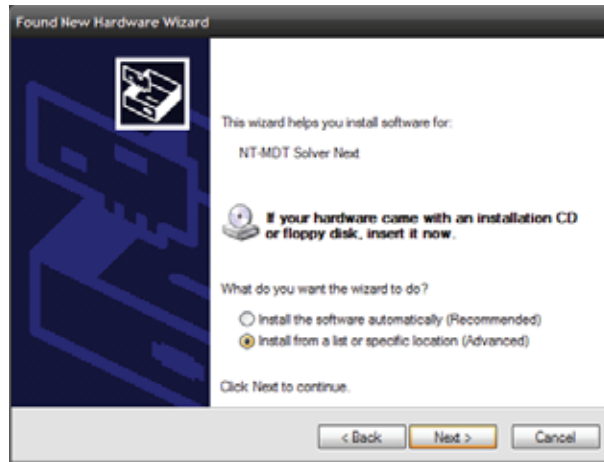 Found New Hardware Wizard
This wizard helps you install software for:
NT-MDT Solver Next
If your hardware came with an installation CD
or floppy disk, insert it now.
What do you want the wizard to do?
Install the software automatically (Recommended)
Install from a list or specific location (Advanced)
Click Next to continue.
< Back Next > Cancel